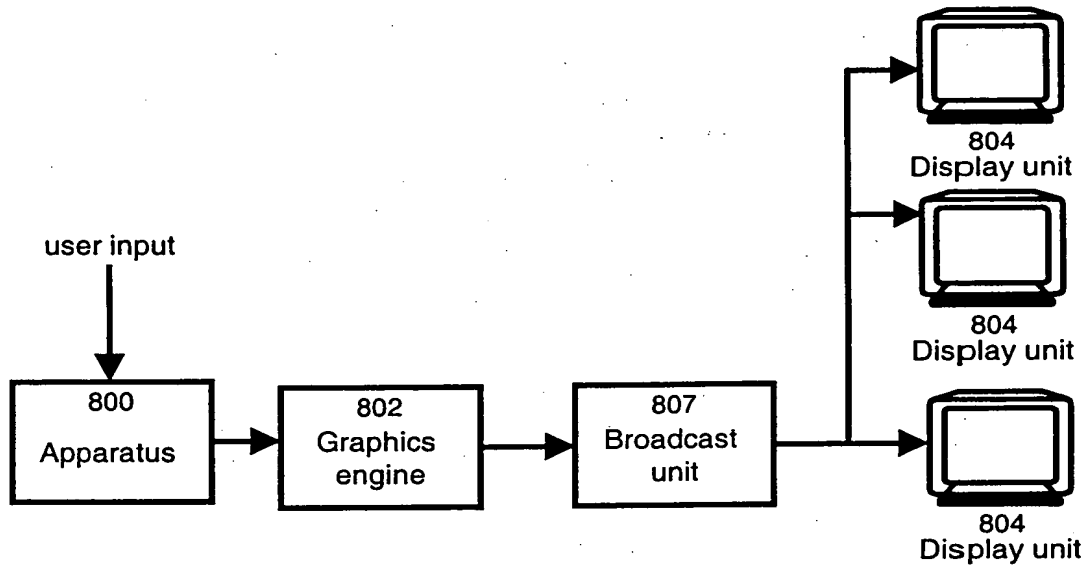 804
Display unit
user input
804
Display unit
800
Apparatus
802
Graphics
engine
807
Broadcast
unit
804
Display unit